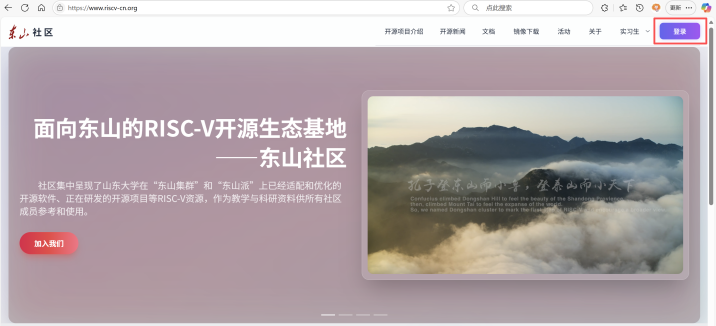 https://www.riscv-cn.org
点此搜索
更新
东山 社区
开源项目介绍 开源新闻 文档 镜像下载 活动 关于 实习生 登录
面向东山的RISC-V开源生态基地
——东山社区
社区集中呈现了山东大学在“东山集群”和“东山派”上已经适配和优化的
开源软件、正在研发的开源项目等RISC-V资源，作为教学与科研资料供所有社区
成员参考和使用。
加入我们
孔子登东山而小鲁，登泰山而小天下
Confucius climbed Dongshan Hill to feel the beauty of the Shandong Province.
Then, climbed Mount Tai to feel the expanse of the world.
So, we named Dongshan cluster to mark the